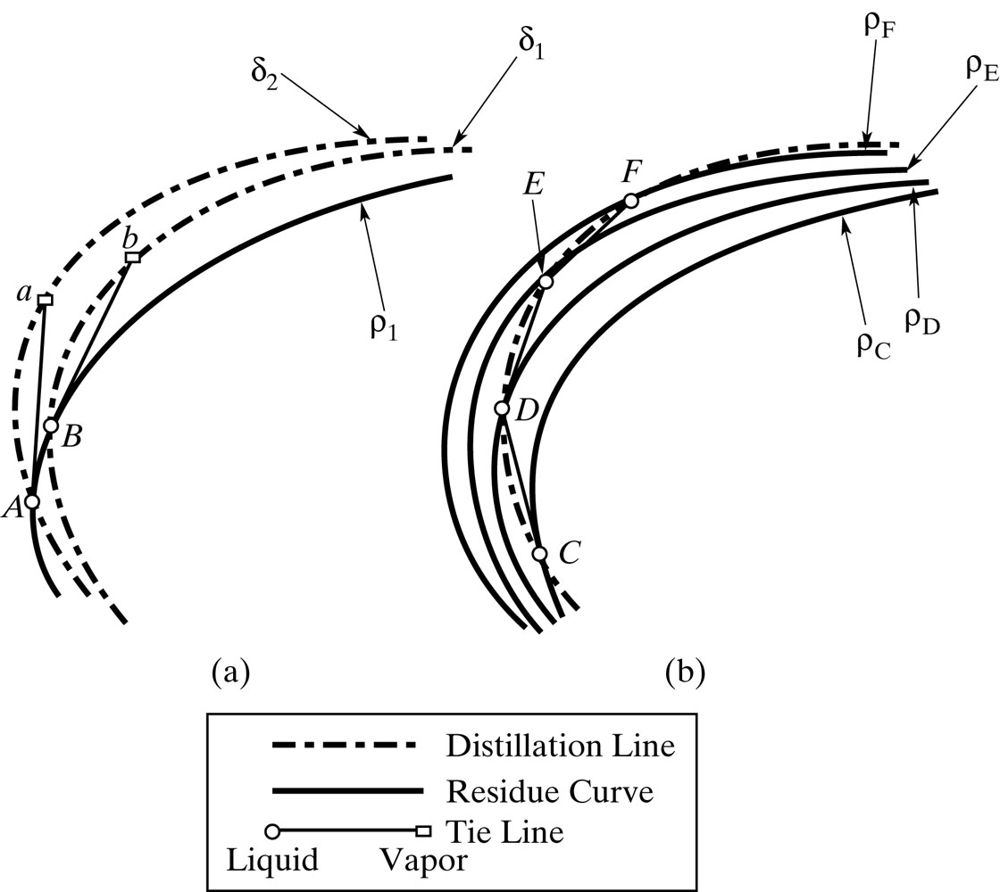 δ₂
δ₁
a
b
ρ₁
B
A
ρF
ρE
F
E
D
C
ρD
ρC
(a)
(b)
Distillation Line
Residue Curve
Tie Line
Liquid Vapor